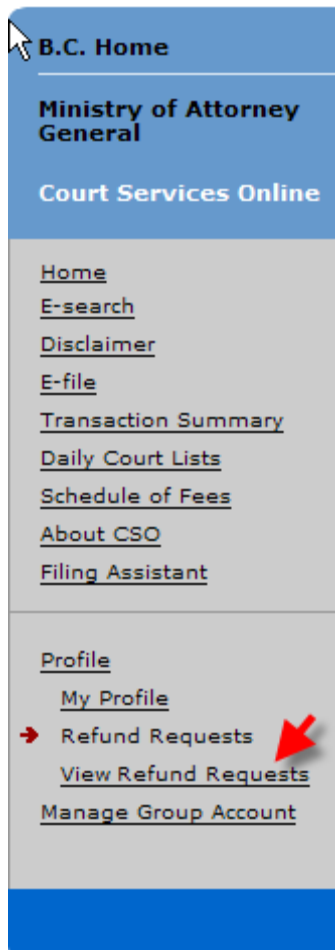 B.C. Home
Ministry of Attorney
General
Court Services Online
Home
E-search
Disclaimer
E-file
Transaction Summary
Daily Court Lists
Schedule of Fees
About CSO
Filing Assistant
Profile
My Profile
Refund Requests
View Refund Requests
Manage Group Account